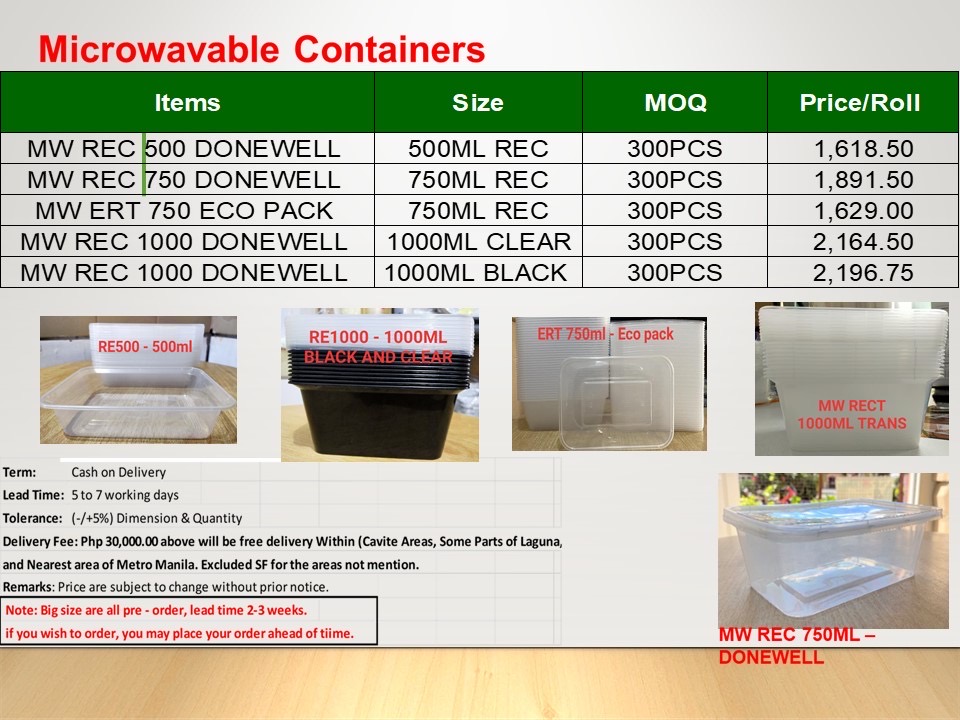 Microwavable Containers
Items Size MOQ Price/Roll
MW REC 500 DONEWELL 500ML REC 300PCS 1,618.50
MW REC 750 DONEWELL 750ML REC 300PCS 1,891.50
MW ERT 750 ECO PACK 750ML REC 300PCS 1,629.00
MW REC 1000 DONEWELL 1000ML CLEAR 300PCS 2,164.50
MW REC 1000 DONEWELL 1000ML BLACK 300PCS 2,196.75
RE500 - 500ml
RE1000 - 1000ML
BLACK AND CLEAR
ERT 750ml - Eco pack
MW RECT
1000ML TRANS
Term: Cash on Delivery
Lead Time: 5 to 7 working days
Tolerance: (-/+5%) Dimension & Quantity
Delivery Fee: Php 30,000.00 above will be free delivery Within (Cavite Areas, Some Parts of Laguna,
and Nearest area of Metro Manila. Excluded SF for the areas not mention.
Remarks: Price are subject to change without prior notice.
Note: Big size are all pre - order, lead time 2-3 weeks.
if you wish to order, you may place your order ahead of tiime.
MW REC 750ML –
DONEWELL